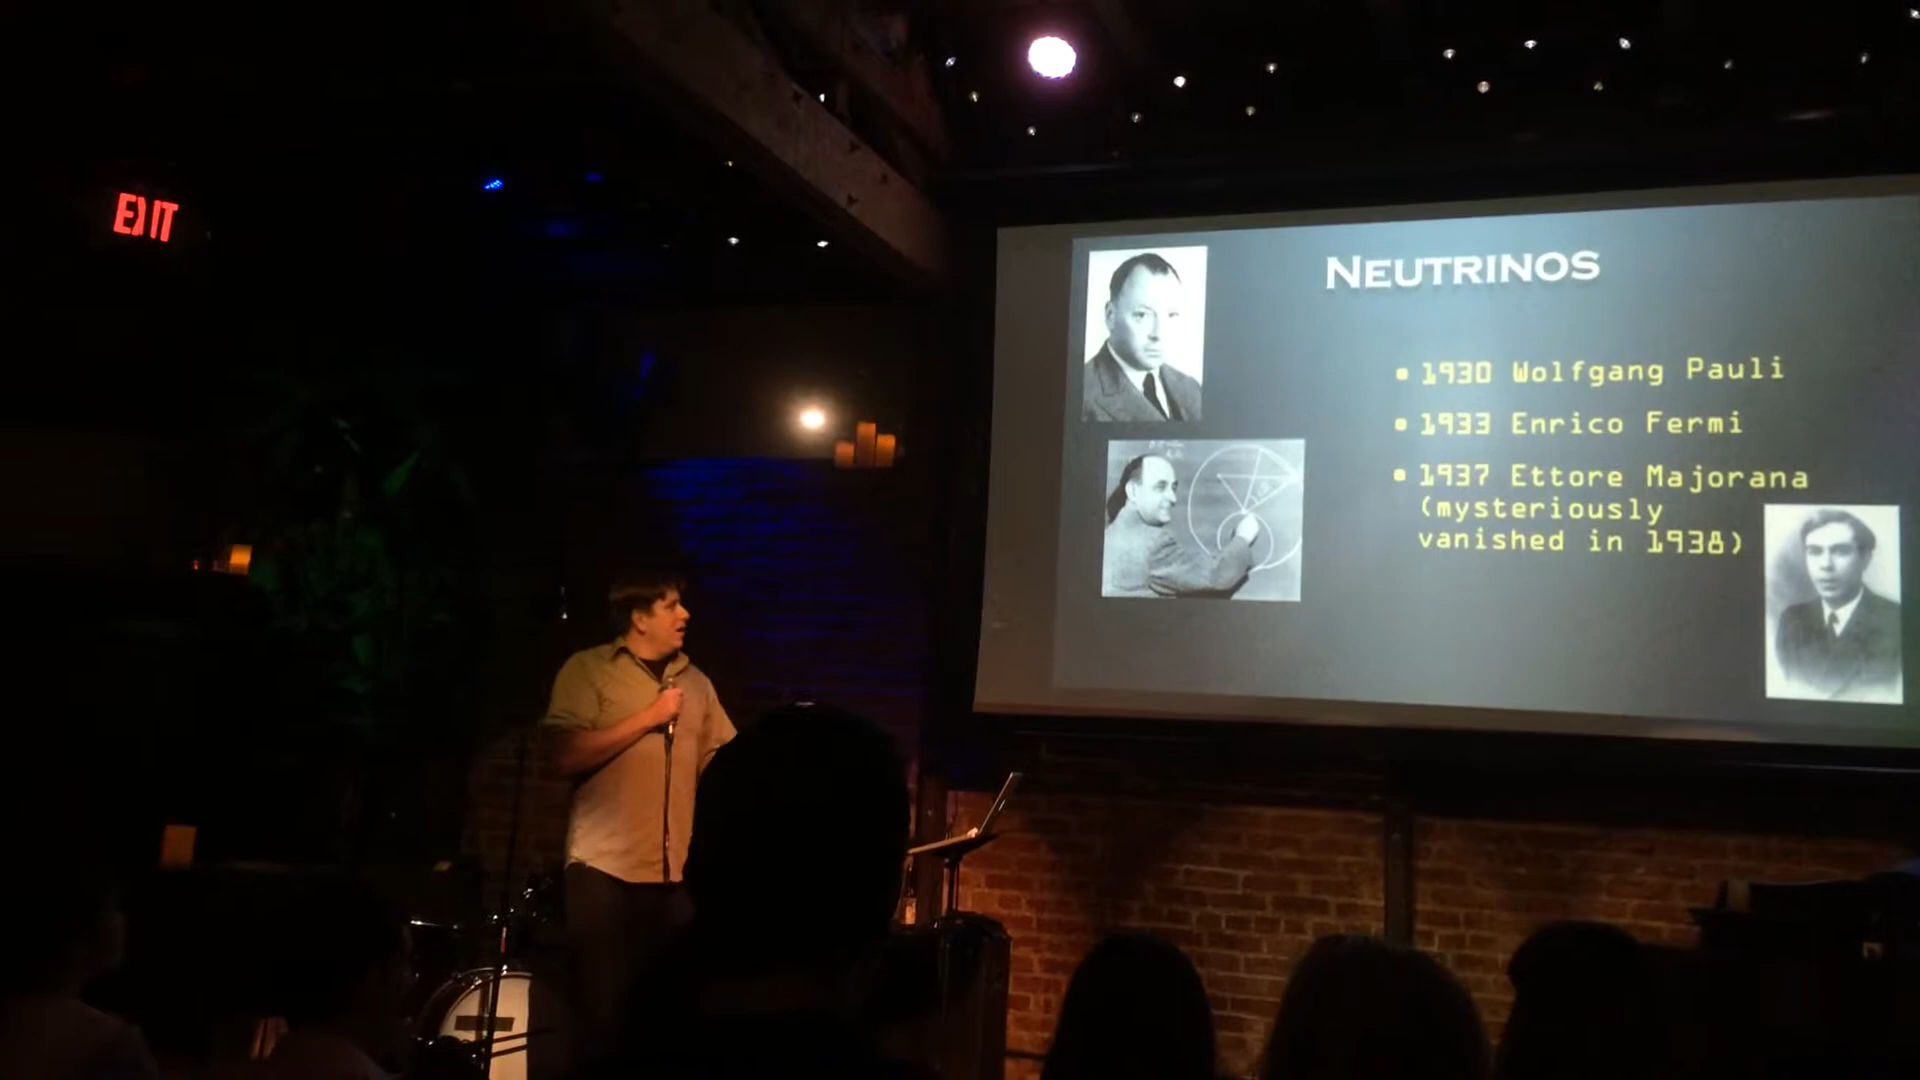 EXIT
NEUTRINOS
1930 Wolfgang Pauli
1933 Enrico Fermi
1937 Ettore Majorana
(mysteriously
vanished in 1938)